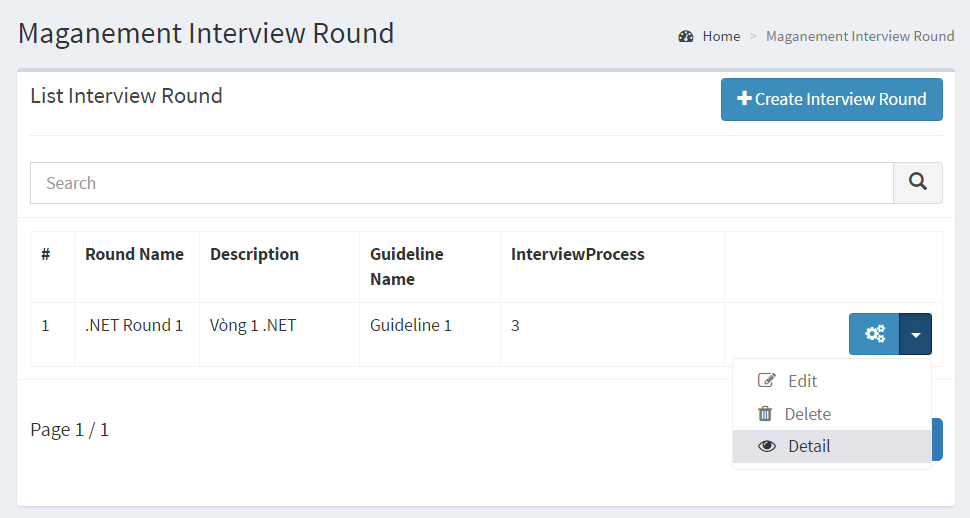 Maganement Interview Round
Home > Maganement Interview Round
List Interview Round
Create Interview Round
Search
# Round Name Description Guideline Name InterviewProcess
1 .NET Round 1 Vòng 1 .NET Guideline 1 3
Edit
Delete
Detail
Page 1 / 1